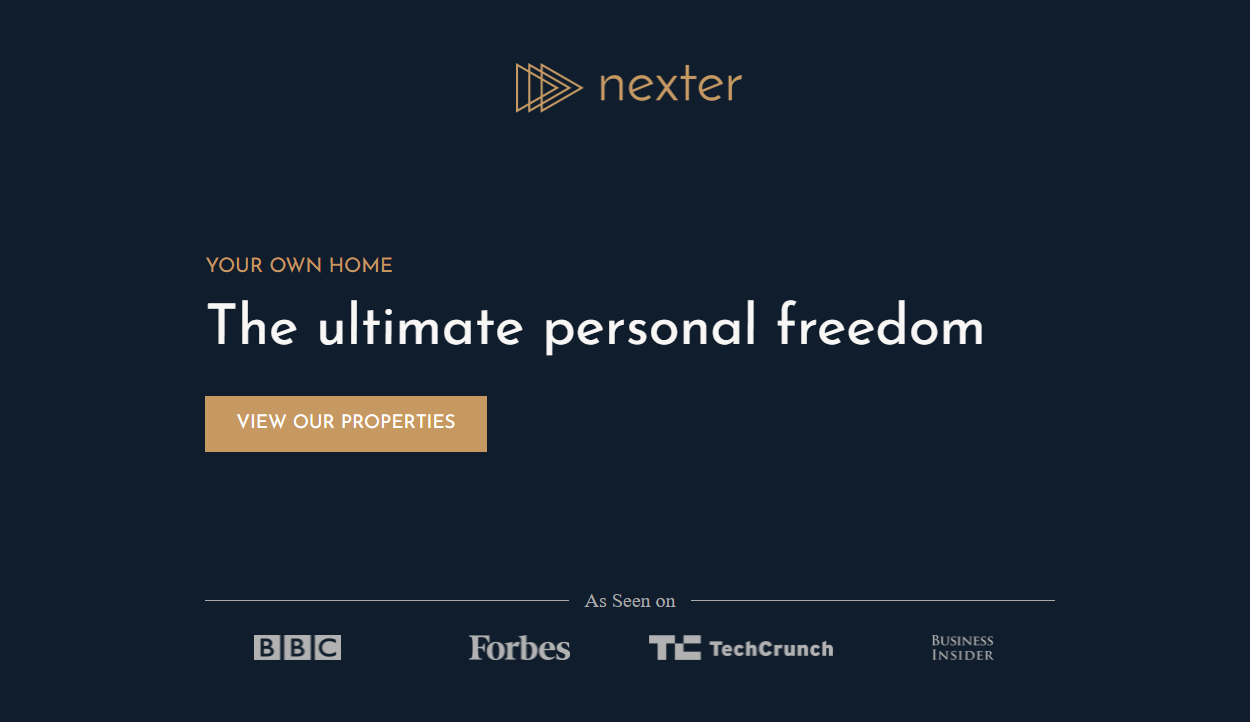 nexter
YOUR OWN HOME
The ultimate personal freedom
VIEW OUR PROPERTIES
As Seen on
BBC Forbes TC TechCrunch BUSINESS
INSIDER